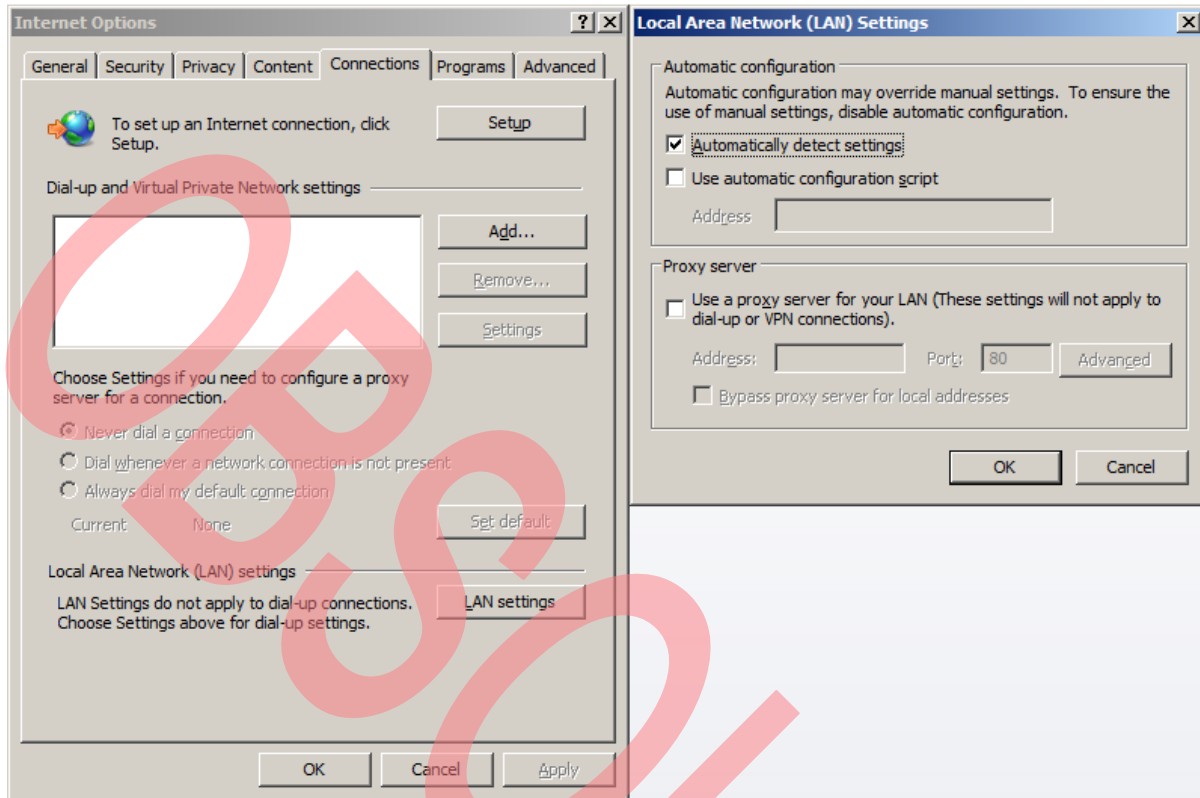 Internet Options
General Security Privacy Content Connections Programs Advanced
To set up an Internet connection, click
Setup.
Setup
Dial-up and Virtual Private Network settings
Add...
Remove...
Settings
Choose Settings if you need to configure a proxy
server for a connection.
Never dial a connection
Dial whenever a network connection is not present
Always dial my default connection
Current None
Set default
Local Area Network (LAN) settings
LAN Settings do not apply to dial-up connections.
Choose Settings above for dial-up settings.
LAN settings
OK Cancel Apply
Local Area Network (LAN) Settings
Automatic configuration
Automatic configuration may override manual settings. To ensure the
use of manual settings, disable automatic configuration.
Automatically detect settings
Use automatic configuration script
Address
Proxy server
Use a proxy server for your LAN (These settings will not apply to
dial-up or VPN connections).
Address: Port: 80 Advanced
Bypass proxy server for local addresses
OK Cancel
OBSOL